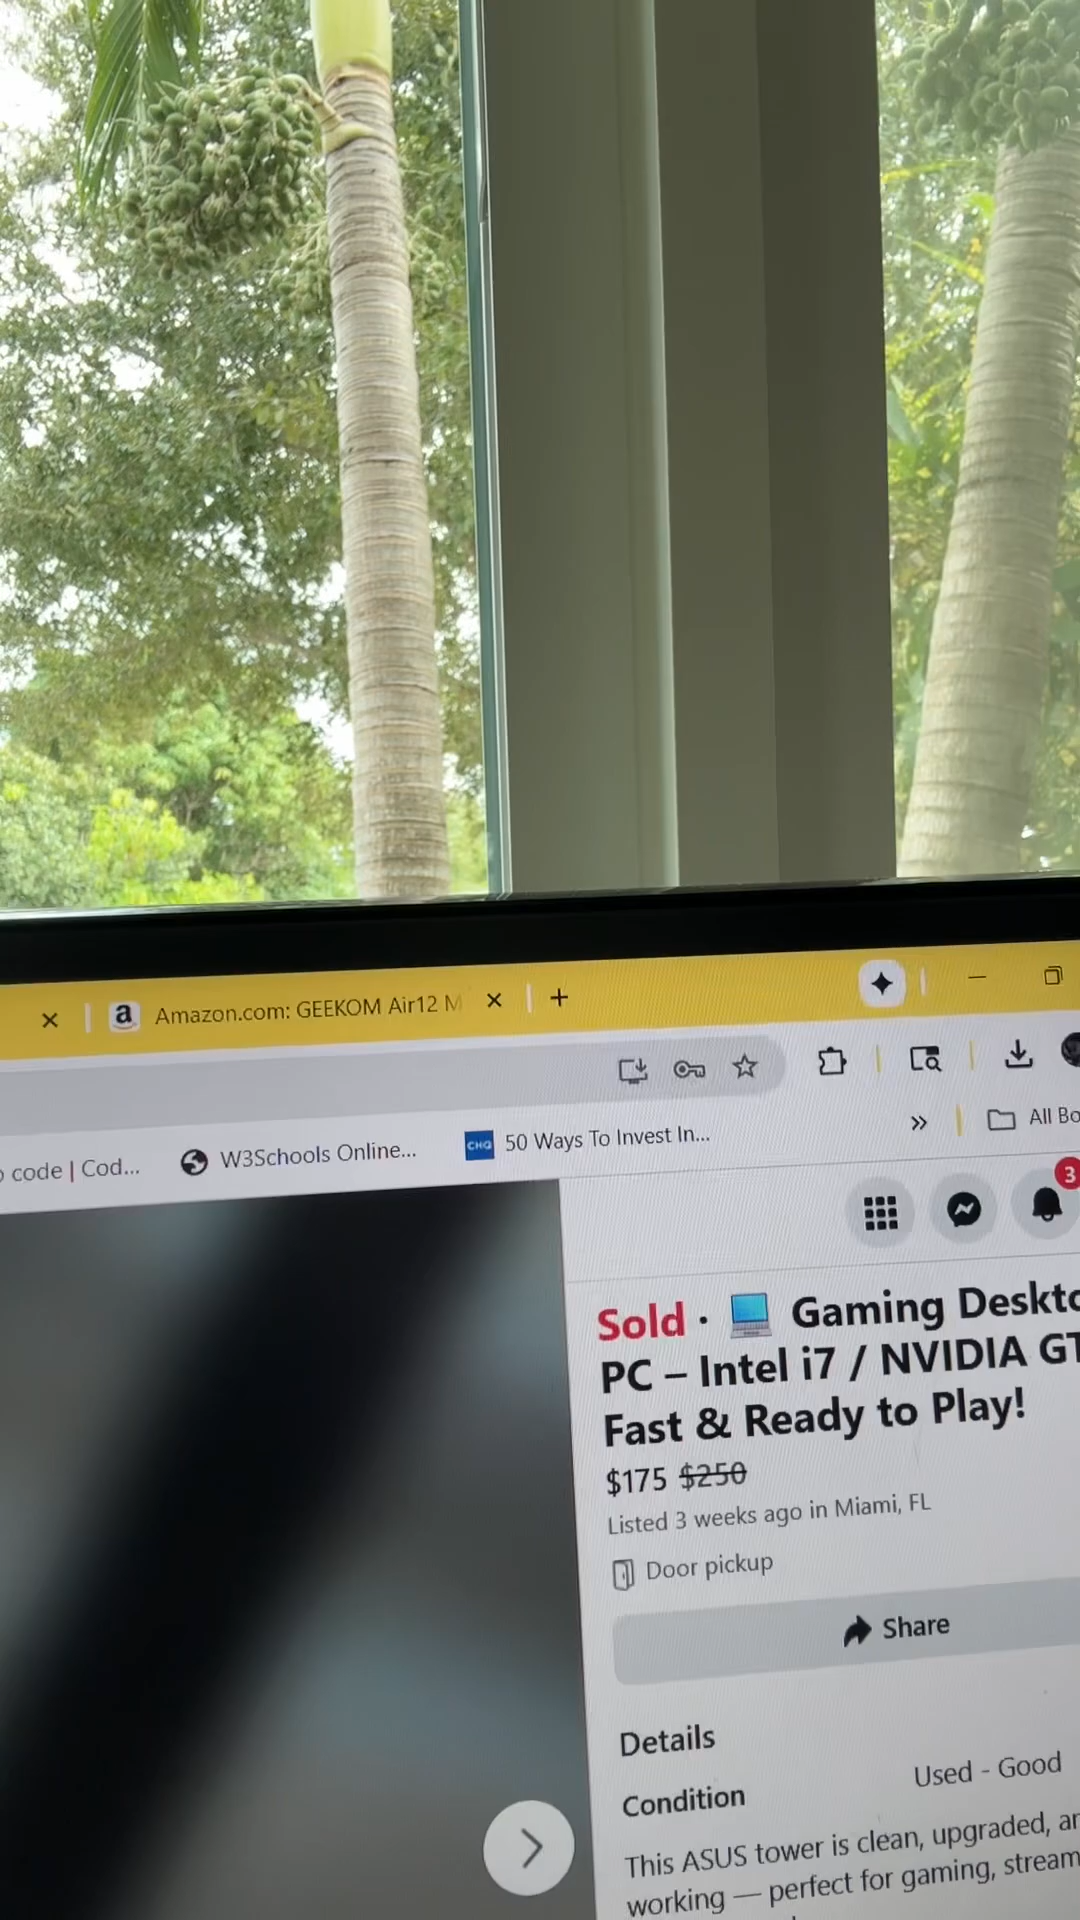 Amazon.com: GEEKOM Air12 M
code | Cod...
W3Schools Online...
CHQ
50 Ways To Invest In...
All Bo
3
Sold · Gaming Deskto
PC – Intel i7 / NVIDIA GT
Fast & Ready to Play!
$175 $250
Listed 3 weeks ago in Miami, FL
Door pickup
Share
Details
Condition
Used - Good
This ASUS tower is clean, upgraded, an
working — perfect for gaming, stream